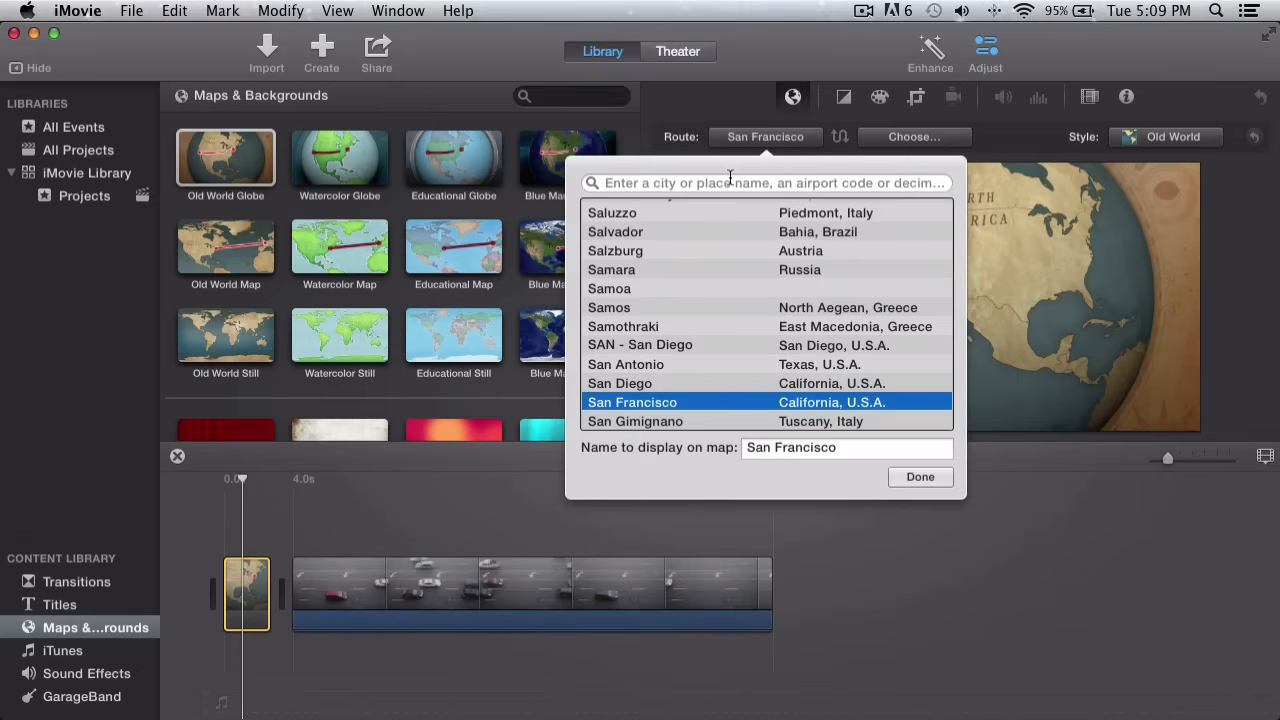 iMovie File Edit Mark Modify View Window Help 6 95% Tue 5:09 PM
Hide Import Create Share Library Theater Enhance Adjust
LIBRARIES
All Events
All Projects
iMovie Library
Projects
Maps & Backgrounds
Route: San Francisco Choose... Style: Old World
Old World Globe Watercolor Globe Educational Globe Blue Mar
Old World Map Watercolor Map Educational Map Blue Ma
Old World Still Watercolor Still Educational Still Blue Ma
Enter a city or place name, an airport code or decim...
Saluzzo Piedmont, Italy
Salvador Bahia, Brazil
Salzburg Austria
Samara Russia
Samoa
Samos North Aegean, Greece
Samothraki East Macedonia, Greece
SAN - San Diego San Diego, U.S.A.
San Antonio Texas, U.S.A.
San Diego California, U.S.A.
San Francisco California, U.S.A.
San Gimignano Tuscany, Italy
Name to display on map: San Francisco
Done
RTH
ERICA
4.0s
CONTENT LIBRARY
Transitions
Titles
Maps &...rounds
iTunes
Sound Effects
GarageBand